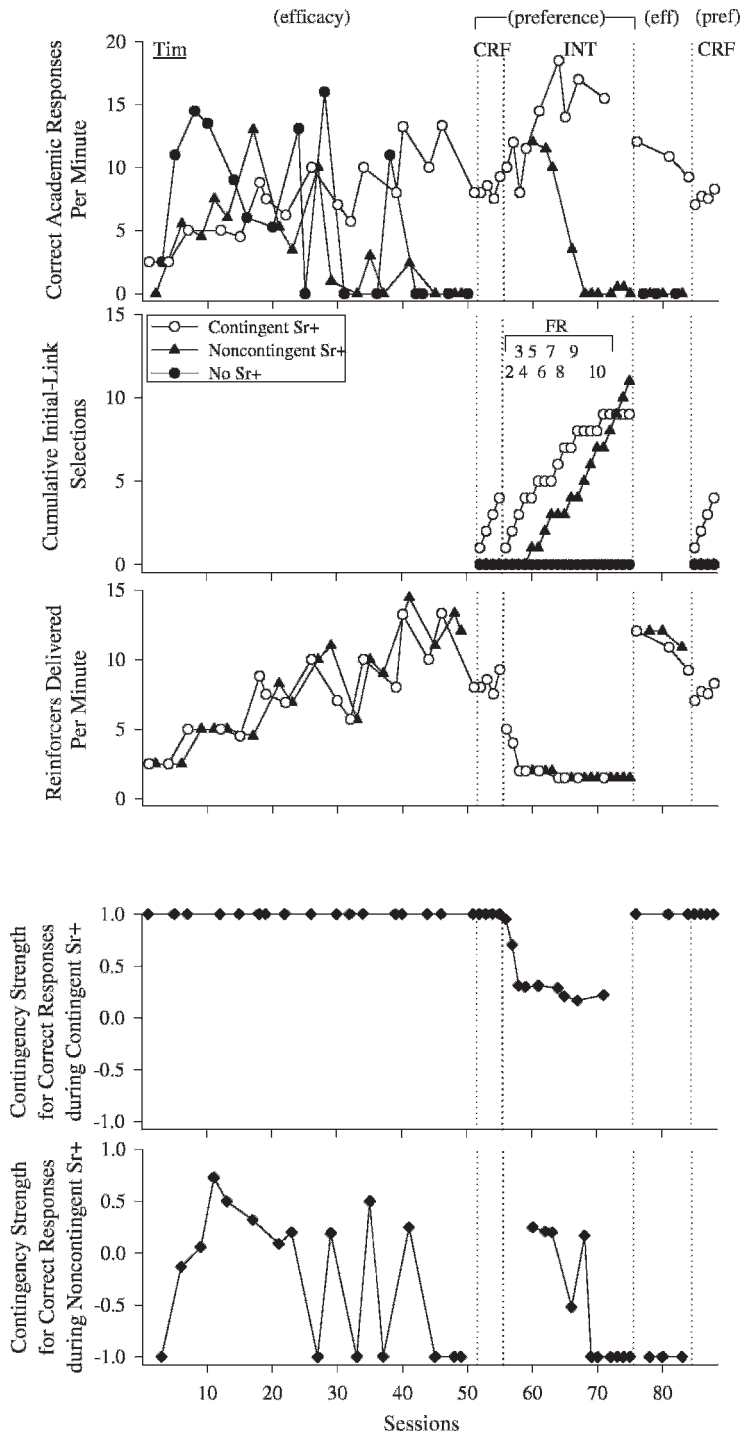 (efficacy)
(preference)
(eff)
(pref)
Tim
CRF
INT
CRF
Correct Academic Responses
Per Minute
20
15
10
5
0
Contingent Sr+
Noncontingent Sr+
No Sr+
FR
3 5 7 9
2 4 6 8 10
Cumulative Initial-Link
Selections
15
10
5
0
Reinforcers Delivered
Per Minute
15
10
5
0
Contingency Strength
for Correct Responses
during Contingent Sr+
1.0
0.0
-0.5
-1.0
Contingency Strength
for Correct Responses
during Noncontingent Sr+
1.0
0.5
0.0
-0.5
-1.0
10 20 30 40 50 60 70 80
Sessions